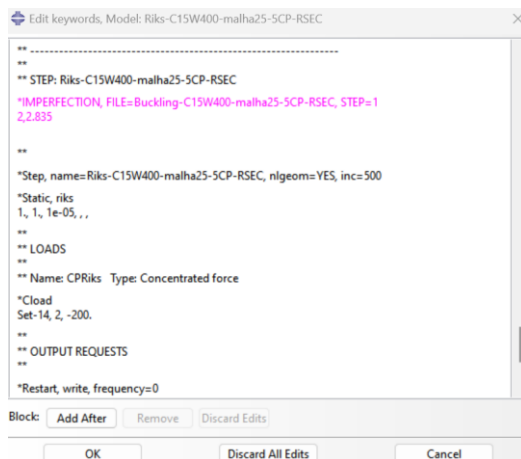 Edit keywords, Model: Riks-C15W400-malha25-5CP-RSEC
** ----------------------------------------------------------------
**
** STEP: Riks-C15W400-malha25-5CP-RSEC
*IMPERFECTION, FILE=Buckling-C15W400-malha25-5CP-RSEC, STEP=1
2,2.835
**
*Step, name=Riks-C15W400-malha25-5CP-RSEC, nlgeom=YES, inc=500
*Static, riks
1., 1., 1e-05, , ,
**
** LOADS
**
** Name: CPRiks   Type: Concentrated force
*Cload
Set-14, 2, -200.
**
** OUTPUT REQUESTS
**
*Restart, write, frequency=0
Block: Add After Remove Discard Edits
OK Discard All Edits Cancel